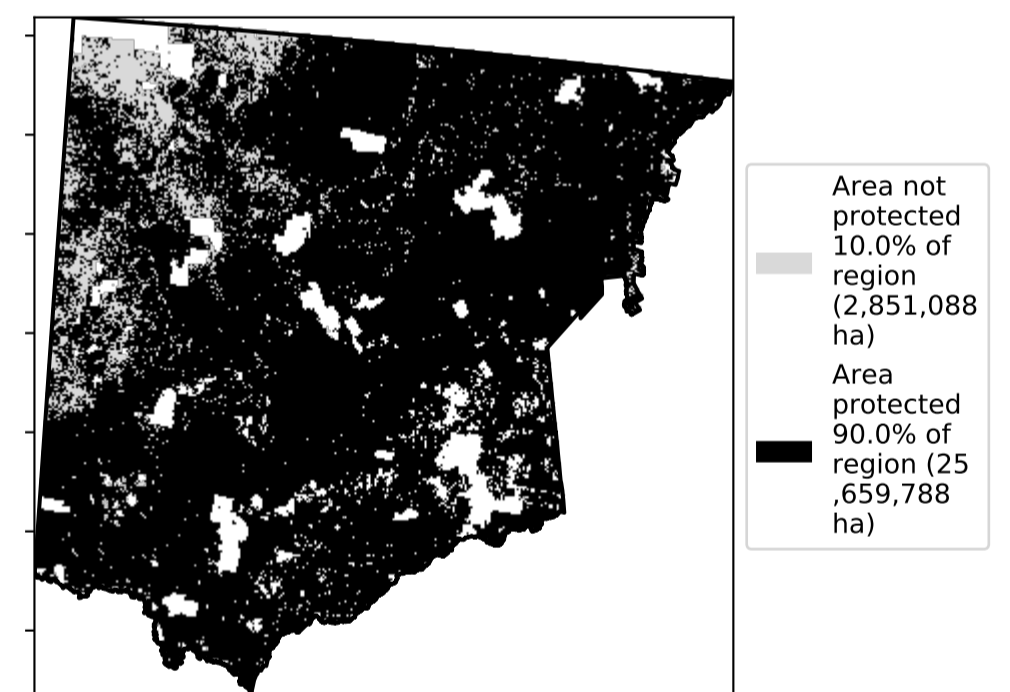 Area not
protected
10.0% of
region
(2,851,088
ha)
Area
protected
90.0% of
region (25
,659,788
ha)